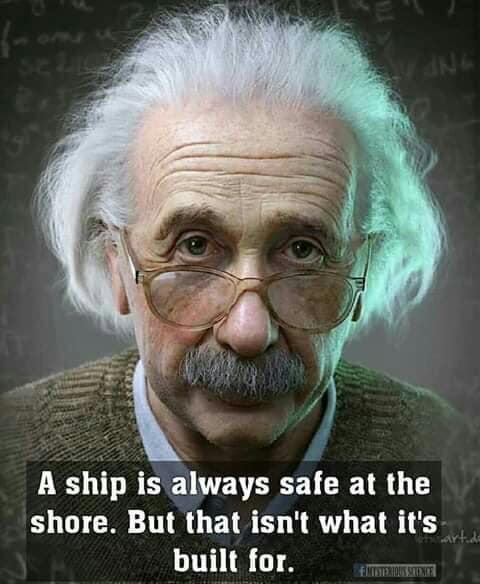 A ship is always safe at the
shore. But that isn't what it's
built for.
MYSTERIOUS SCIENCE